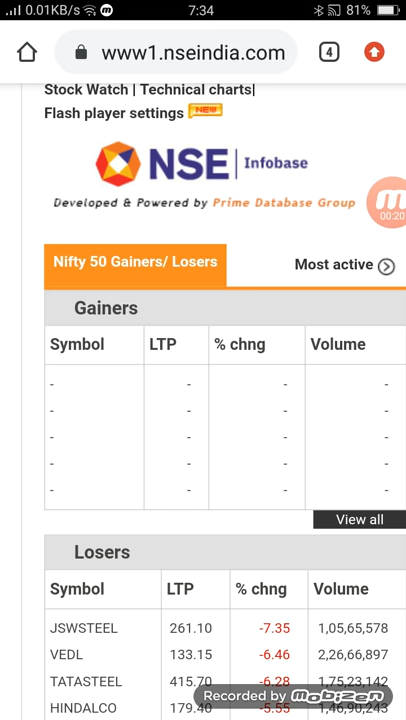 0.01KB/s 7:34 81%
www1.nseindia.com 4
Stock Watch | Technical charts|
Flash player settings NEW!
NSE | Infobase
Developed & Powered by Prime Database Group
00:20
Nifty 50 Gainers/ Losers Most active
Gainers
Symbol LTP % chng Volume
- - - -
- - - -
- - - -
- - - -
- - - -
View all
Losers
Symbol LTP % chng Volume
JSWSTEEL 261.10 -7.35 1,05,65,578
VEDL 133.15 -6.46 2,26,66,897
TATASTEEL 415.70 -6.28 1,75,23,142
Recorded by mobizen
HINDALCO 179.40 -5.55 1,46,90,243